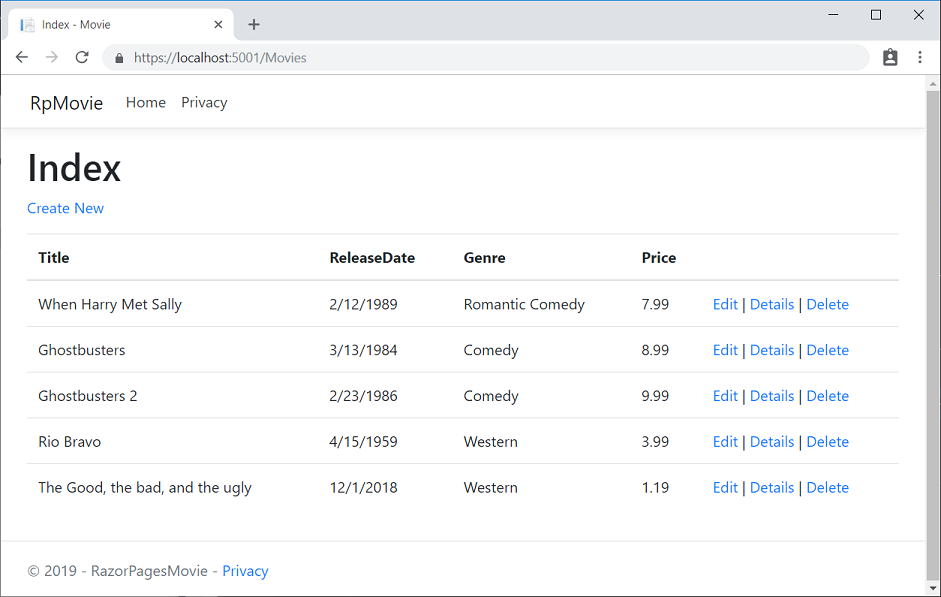 Index - Movie
https://localhost:5001/Movies
RpMovie Home Privacy
Index
Create New
Title ReleaseDate Genre Price
When Harry Met Sally 2/12/1989 Romantic Comedy 7.99 Edit | Details | Delete
Ghostbusters 3/13/1984 Comedy 8.99 Edit | Details | Delete
Ghostbusters 2 2/23/1986 Comedy 9.99 Edit | Details | Delete
Rio Bravo 4/15/1959 Western 3.99 Edit | Details | Delete
The Good, the bad, and the ugly 12/1/2018 Western 1.19 Edit | Details | Delete
© 2019 - RazorPagesMovie - Privacy